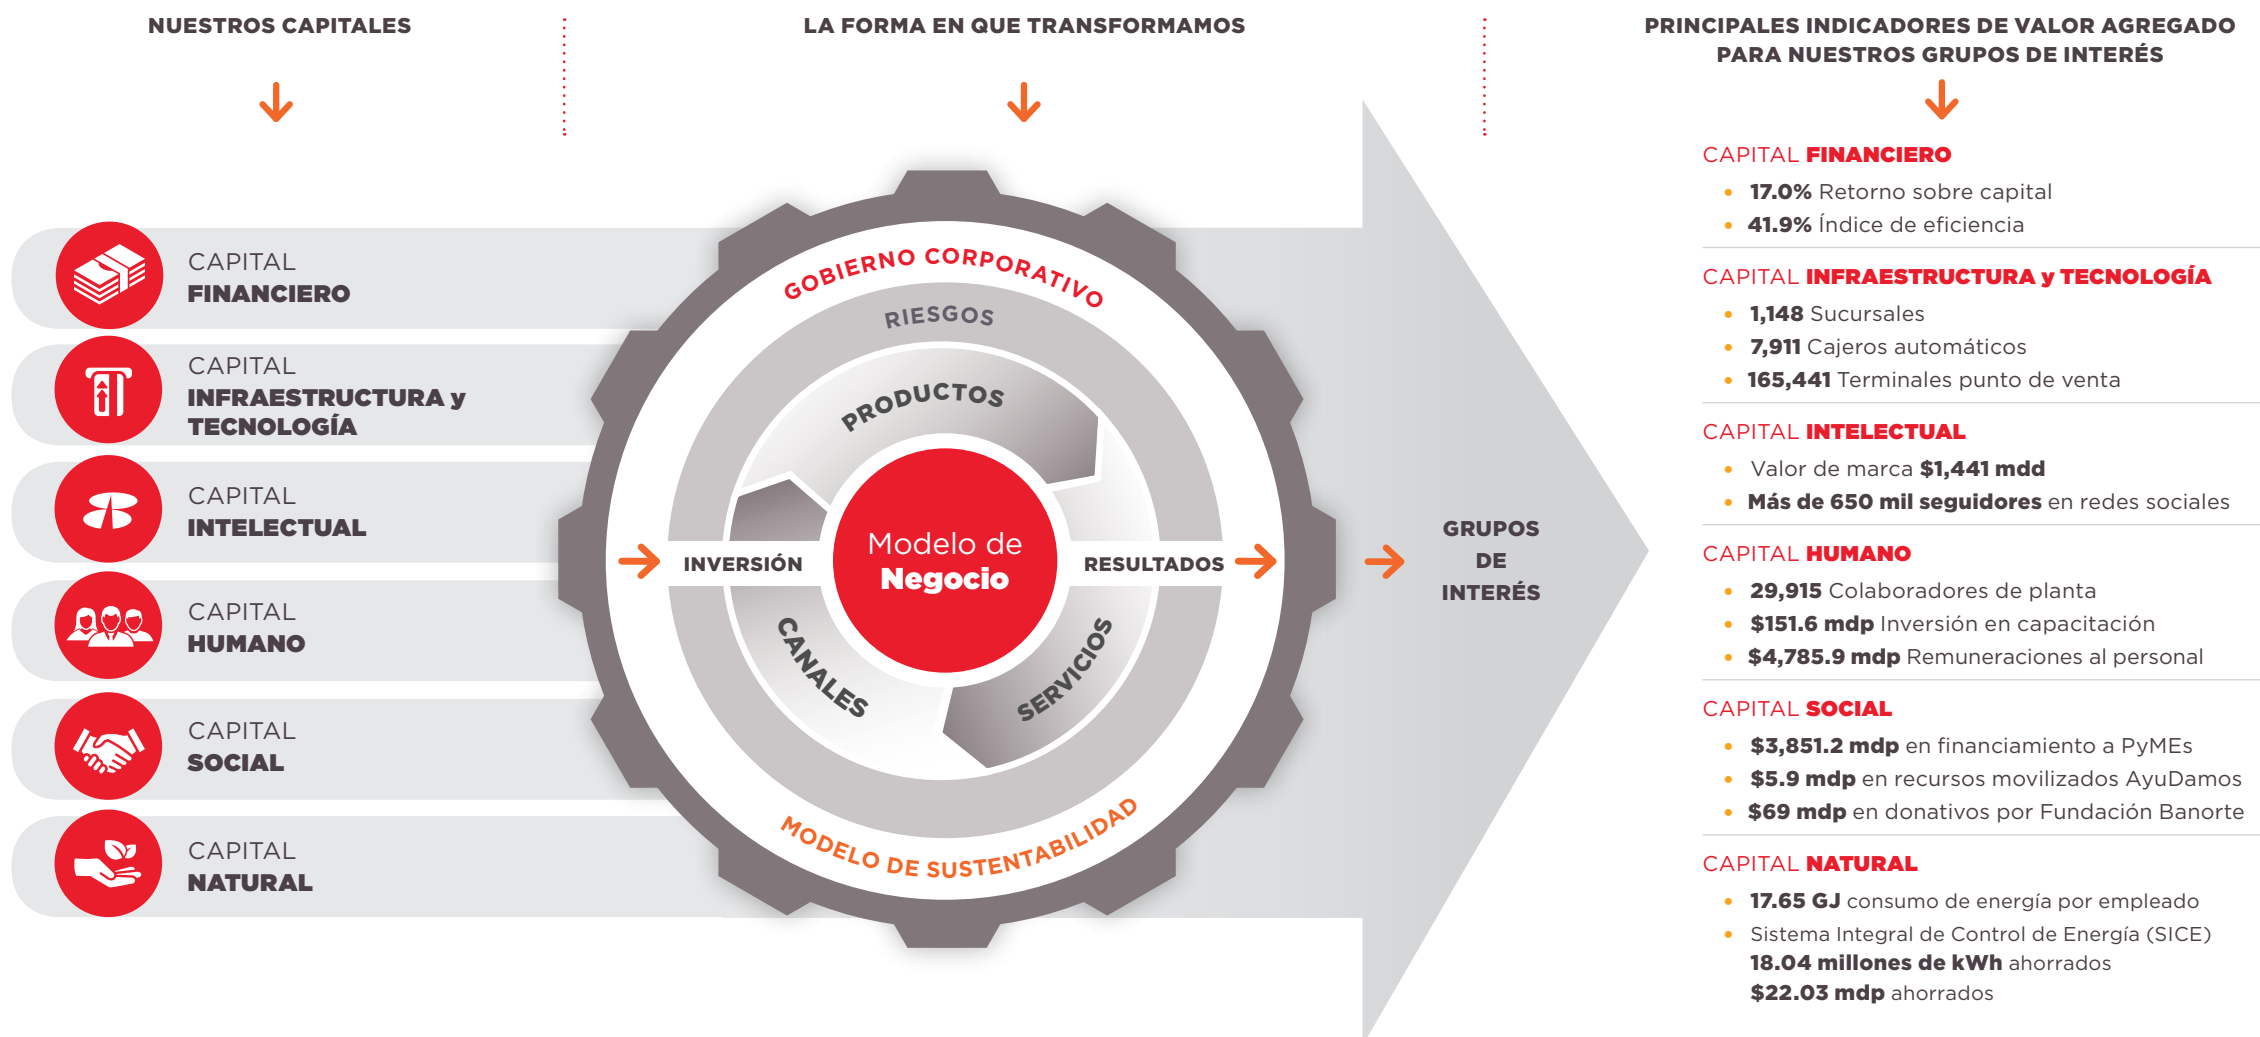 NUESTROS CAPITALES
CAPITAL
FINANCIERO
CAPITAL
INFRAESTRUCTURA y
TECNOLOGÍA
CAPITAL
INTELECTUAL
CAPITAL
HUMANO
CAPITAL
SOCIAL
CAPITAL
NATURAL
LA FORMA EN QUE TRANSFORMAMOS
GOBIERNO CORPORATIVO
RIESGOS
PRODUCTOS
INVERSIÓN
Modelo de
Negocio
RESULTADOS
CANALES
SERVICIOS
MODELO DE SUSTENTABILIDAD
GRUPOS
DE
INTERÉS
PRINCIPALES INDICADORES DE VALOR AGREGADO
PARA NUESTROS GRUPOS DE INTERÉS
CAPITAL FINANCIERO
• 17.0% Retorno sobre capital
• 41.9% Índice de eficiencia
CAPITAL INFRAESTRUCTURA y TECNOLOGÍA
• 1,148 Sucursales
• 7,911 Cajeros automáticos
• 165,441 Terminales punto de venta
CAPITAL INTELECTUAL
• Valor de marca $1,441 mdd
• Más de 650 mil seguidores en redes sociales
CAPITAL HUMANO
• 29,915 Colaboradores de planta
• $151.6 mdp Inversión en capacitación
• $4,785.9 mdp Remuneraciones al personal
CAPITAL SOCIAL
• $3,851.2 mdp en financiamiento a PyMEs
• $5.9 mdp en recursos movilizados AyuDamos
• $69 mdp en donativos por Fundación Banorte
CAPITAL NATURAL
• 17.65 GJ consumo de energía por empleado
• Sistema Integral de Control de Energía (SICE)
18.04 millones de kWh ahorrados
$22.03 mdp ahorrados